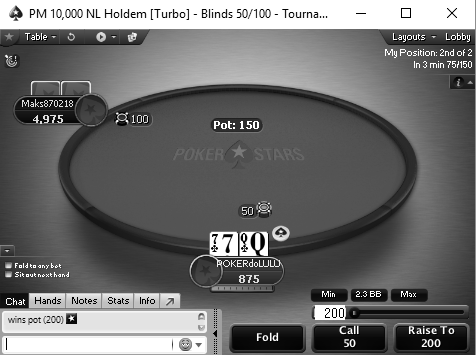 PM 10,000 NL Holdem [Turbo] - Blinds 50/100 - Tourna...
Table
Layouts
Lobby
My Position: 2nd of 2
In 3 min 75/150
i
Maks870218
4,975
100
Pot: 150
POKER STARS
50
7 Q
POKERdoLULU
875
Fold to any bet
Sit out next hand
Chat Hands Notes Stats Info
wins pot (200)
Min 2.3 BB Max
200
Fold
Call
50
Raise To
200